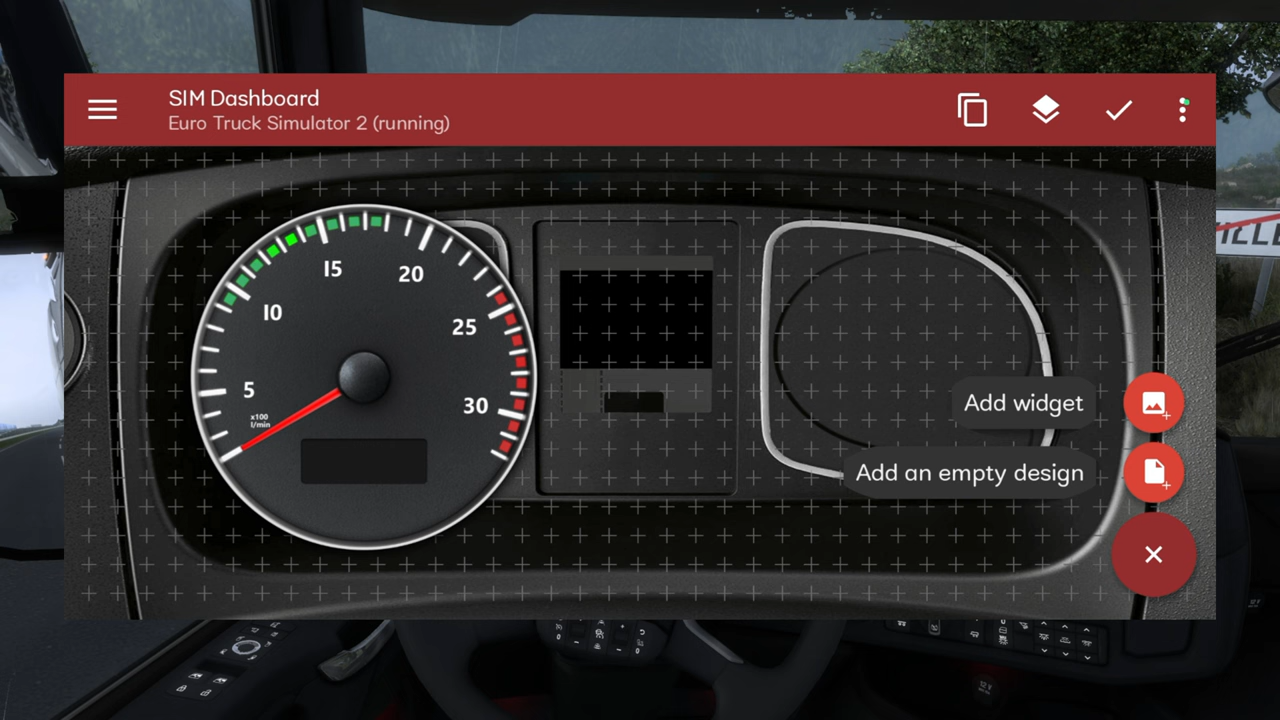 SIM Dashboard
Euro Truck Simulator 2 (running)
15
20
10
25
5
30
x100
l/min
Add widget
Add an empty design